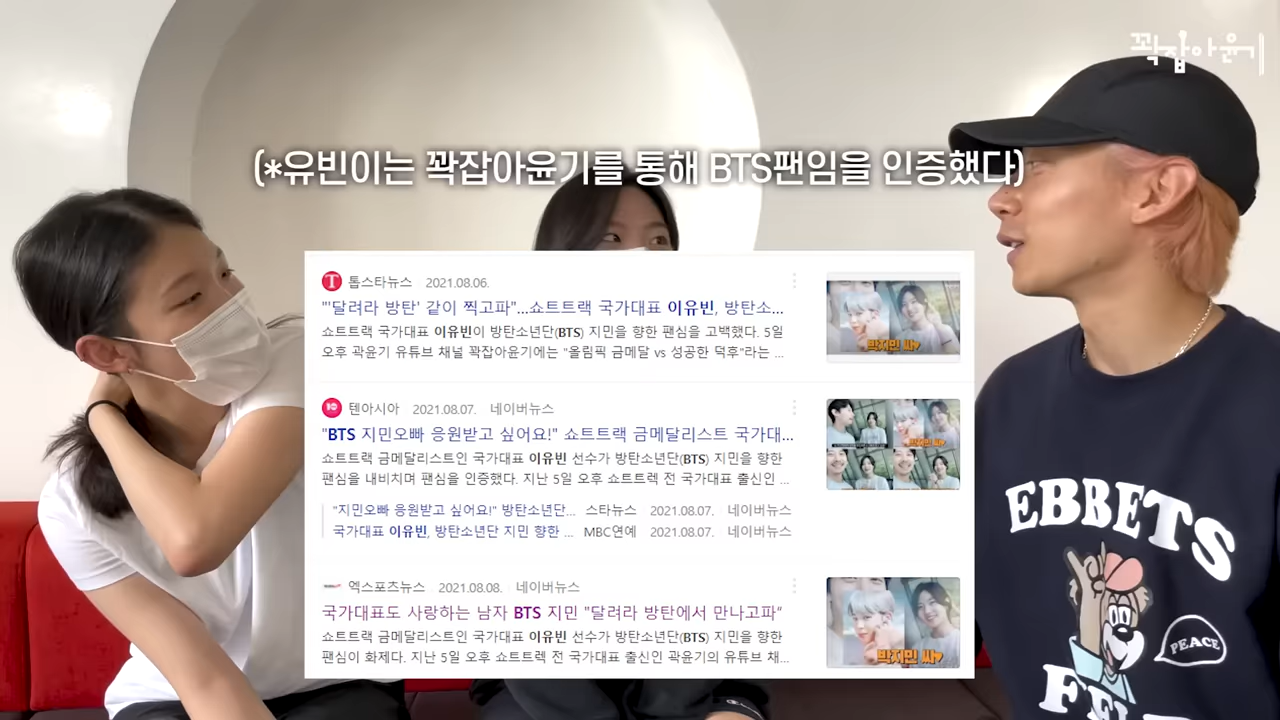 꽉잡아윤기
(*유빈이는 꽉잡아윤기를 통해 BTS팬임을 인증했다)
톱스타뉴스 2021.08.06.
"'달려라 방탄' 같이 찍고파"...쇼트트랙 국가대표 이유빈, 방탄소...
쇼트트랙 국가대표 이유빈이 방탄소년단(BTS) 지민을 향한 팬심을 고백했다. 5일
오후 곽윤기 유튜브 채널 꽉잡아윤기에는 "올림픽 금메달 vs 성공한 덕후"라는 ...
박지민 씨♥
텐아시아 2021.08.07. 네이버뉴스
"BTS 지민오빠 응원받고 싶어요!" 쇼트트랙 금메달리스트 국가대...
쇼트트랙 금메달리스트인 국가대표 이유빈 선수가 방탄소년단(BTS) 지민을 향한
팬심을 내비치며 팬심을 인증했다. 지난 5일 오후 쇼트트랙 전 국가대표 출신인 ...
"지민오빠 응원받고 싶어요!" 방탄소년단... 스타뉴스 2021.08.07. 네이버뉴스
국가대표 이유빈, 방탄소년단 지민 향한 ... MBC연예 2021.08.07. 네이버뉴스
엑스포츠뉴스 2021.08.08. 네이버뉴스
국가대표도 사랑하는 남자 BTS 지민 "달려라 방탄에서 만나고파"
쇼트트랙 금메달리스트인 국가대표 이유빈 선수가 방탄소년단(BTS) 지민을 향한
팬심이 화제다. 지난 5일 오후 쇼트트랙 전 국가대표 출신인 곽윤기의 유튜브 채...
박지민 씨♥
EBBETS
PEACE